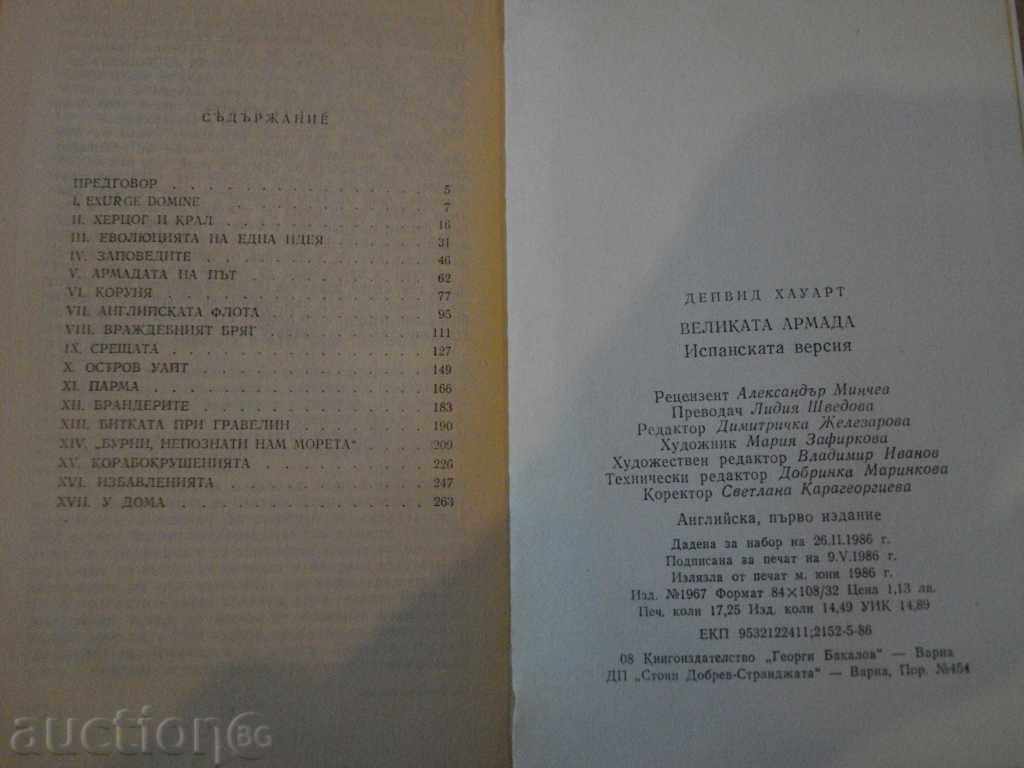 СЪДЪРЖАНИЕ
ПРЕДГОВОР . . . . . . . . . . . . . . 5
I. EXURGE DOMINE . . . . . . . . . . . . 7
II. ХЕРЦОГ И КРАЛ . . . . . . . . . . . 16
III. ЕВОЛЮЦИЯТА НА ЕДНА ИДЕЯ . . . . . . 31
IV. ЗАПОВЕДИТЕ . . . . . . . . . . . . 46
V. АРМАДАТА НА ПЪТ . . . . . . . . . . 62
VI. КОРУНЯ . . . . . . . . . . . . . . 77
VII. АНГЛИЙСКАТА ФЛОТА . . . . . . . . . 95
VIII. ВРАЖДЕБНИЯТ БРЯГ . . . . . . . . . 111
IX. СРЕЩАТА . . . . . . . . . . . . . 127
X. ОСТРОВ УАЙТ . . . . . . . . . . . . 149
XI. ПАРМА . . . . . . . . . . . . . . 166
XII. БРАНДЕРИТЕ . . . . . . . . . . . . 183
XIII. БИТКАТА ПРИ ГРАВЕЛИН . . . . . . . 190
XIV. „БУРНИ, НЕПОЗНАТИ НАМ МОРЕТА“ . . . . 209
XV. КОРАБОКРУШЕНИЯТА . . . . . . . . . 226
XVI. ИЗБАВЛЕНИЯТА . . . . . . . . . . . 247
XVII. У ДОМА . . . . . . . . . . . . . 263
ДЕЙВИД ХАУАРТ
ВЕЛИКАТА АРМАДА
Испанската версия
Рецензент Александър Минчев
Преводач Лидия Шведова
Редактор Димитричка Железарова
Художник Мария Зафиркова
Художествен редактор Владимир Иванов
Технически редактор Добринка Маринкова
Коректор Светлана Карагеоргиева
Английска, първо издание
Дадена за набор на 26.II.1986 г.
Подписана за печат на 9.V.1986 г.
Излязла от печат м. юни 1986 г.
Изд. №1967 Формат 84×108/32 Цена 1,13 лв.
Печ. коли 17,25 Изд. коли 14,49 УИК 14,89
ЕКП 9532122411;2152-5-86
08 Книгоиздателство „Георги Бакалов“ — Варна
ДП „Стоян Добрев-Странджата“ — Варна, Пор. №454
auction BG